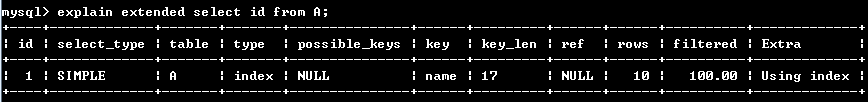 mysql> explain extended select id from A;
+----+-------------+-------+-------+---------------+------+---------+------+------+----------+-------------+
| id | select_type | table | type | possible_keys | key | key_len | ref | rows | filtered | Extra |
+----+-------------+-------+-------+---------------+------+---------+------+------+----------+-------------+
| 1 | SIMPLE | A | index | NULL | name | 17 | NULL | 10 | 100.00 | Using index |
+----+-------------+-------+-------+---------------+------+---------+------+------+----------+-------------+